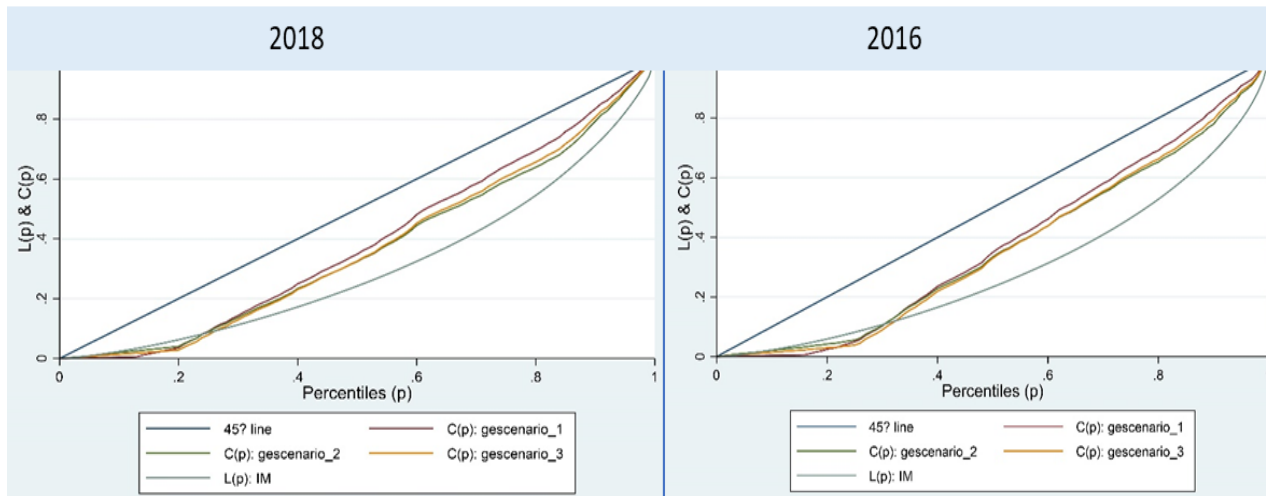 2018
2016
L(p) & C(p)
.8
.6
.4
.2
0
0
.2
.4
.6
.8
1
Percentiles (p)
45? line
C(p): gescenario_1
C(p): gescenario_2
C(p): gescenario_3
L(p): IM
L(p) & C(p)
.8
.6
.4
.2
0
0
.2
.4
.6
.8
Percentiles (p)
45? line
C(p): gescenario_1
C(p): gescenario_2
C(p): gescenario_3
L(p): IM